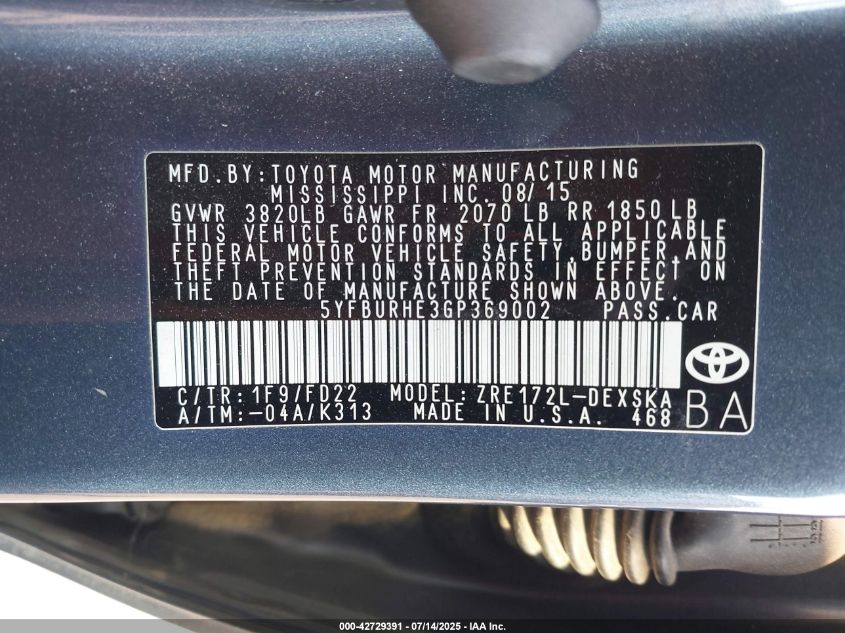 MFD. BY: TOYOTA MOTOR MANUFACTURING
MISSISSIPPI INC. 08/15
GVWR 3820LB GAWR FR 2070 LB RR 1850 LB
THIS VEHICLE CONFORMS TO ALL APPLICABLE
FEDERAL MOTOR VEHICLE SAFETY, BUMPER, AND
THEFT PREVENTION STANDARDS IN EFFECT ON
THE DATE OF MANUFACTURE SHOWN ABOVE.
5YFBURHE3GP369002 PASS. CAR
C/TR: 1F9/FD22 MODEL: ZRE172L-DEXSKA
A/TM: -04A/K313 MADE IN U.S.A. 468
BA
000-42729391 - 07/14/2025 - IAA Inc.